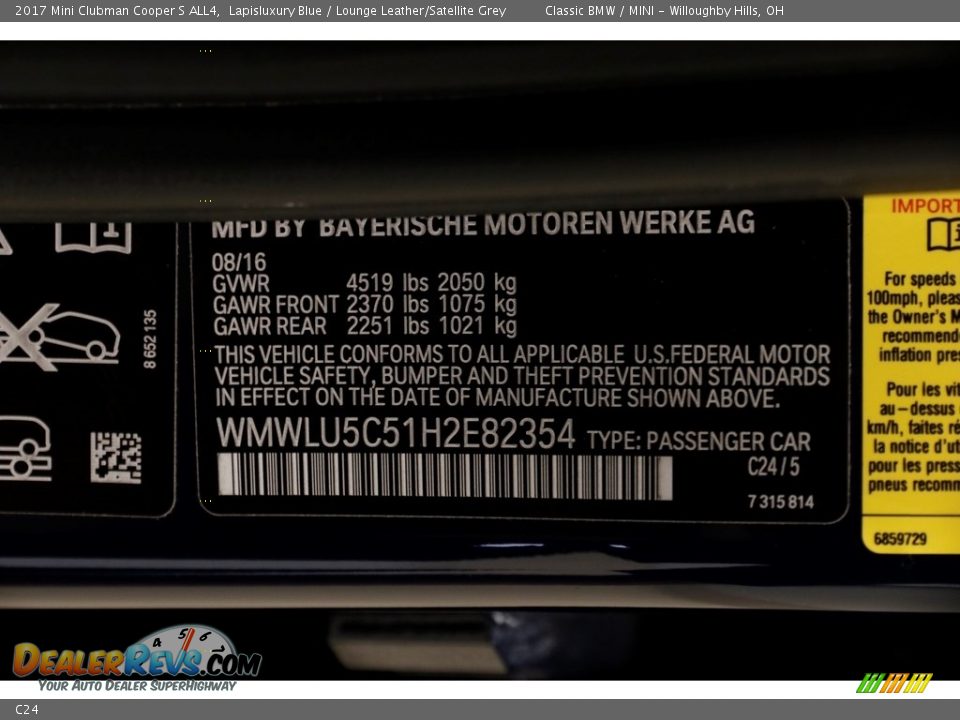 2017 Mini Clubman Cooper S ALL4, Lapisluxury Blue / Lounge Leather/Satellite Grey Classic BMW / MINI - Willoughby Hills, OH
MFD BY BAYERISCHE MOTOREN WERKE AG
08/16
GVWR 4519 lbs 2050 kg
GAWR FRONT 2370 lbs 1075 kg
GAWR REAR 2251 lbs 1021 kg
THIS VEHICLE CONFORMS TO ALL APPLICABLE U.S.FEDERAL MOTOR
VEHICLE SAFETY, BUMPER AND THEFT PREVENTION STANDARDS
IN EFFECT ON THE DATE OF MANUFACTURE SHOWN ABOVE.
WMWLU5C51H2E82354 TYPE: PASSENGER CAR
C24/5
7 315 814
8 652 135
IMPORT
For speeds
100mph, pleas
the Owner's M
recommend
inflation pres
Pour les vit
au-dessus
km/h, faites ré
la notice d'ut
pour les press
pneus recomm
6859729
4 5 6
DEALERREVS.COM
YOUR AUTO DEALER SUPERHIGHWAY
C24